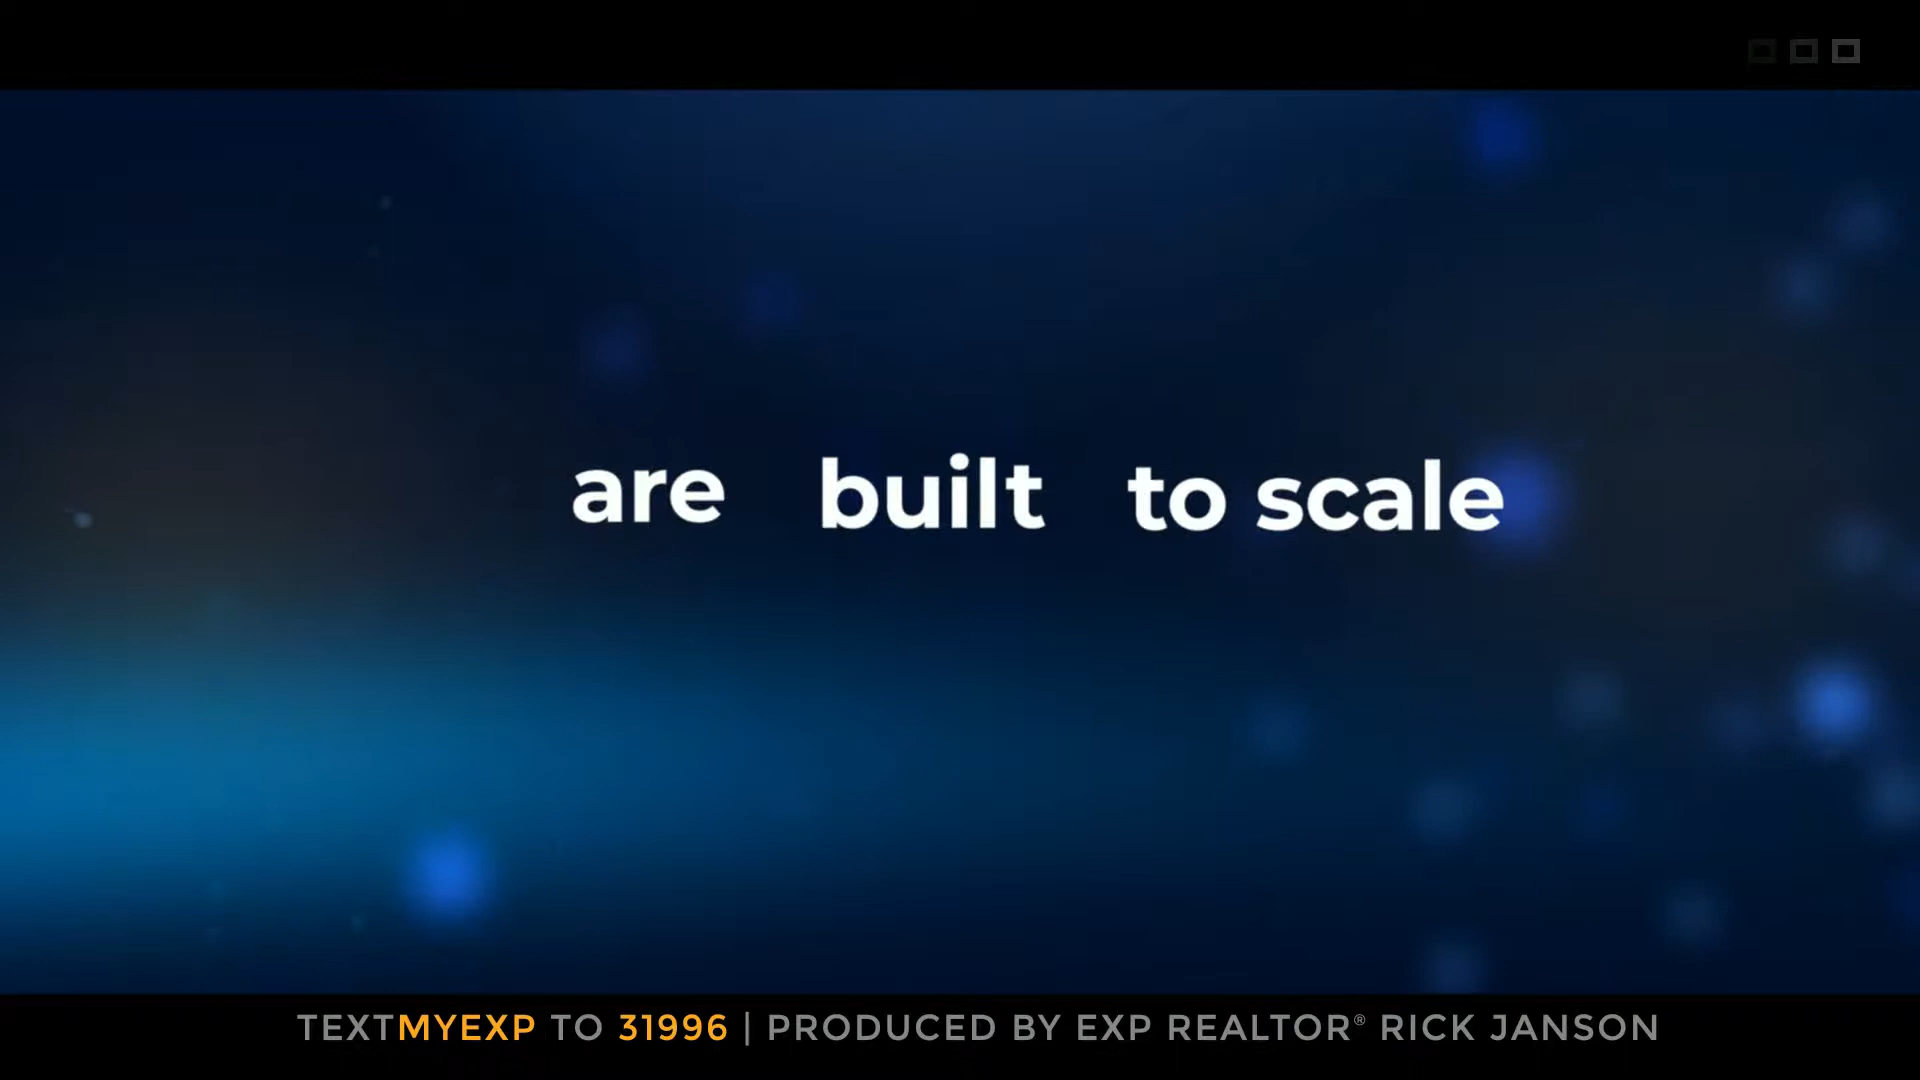 are built to scale
TEXTMYEXP TO 31996 | PRODUCED BY EXP REALTOR® RICK JANSON